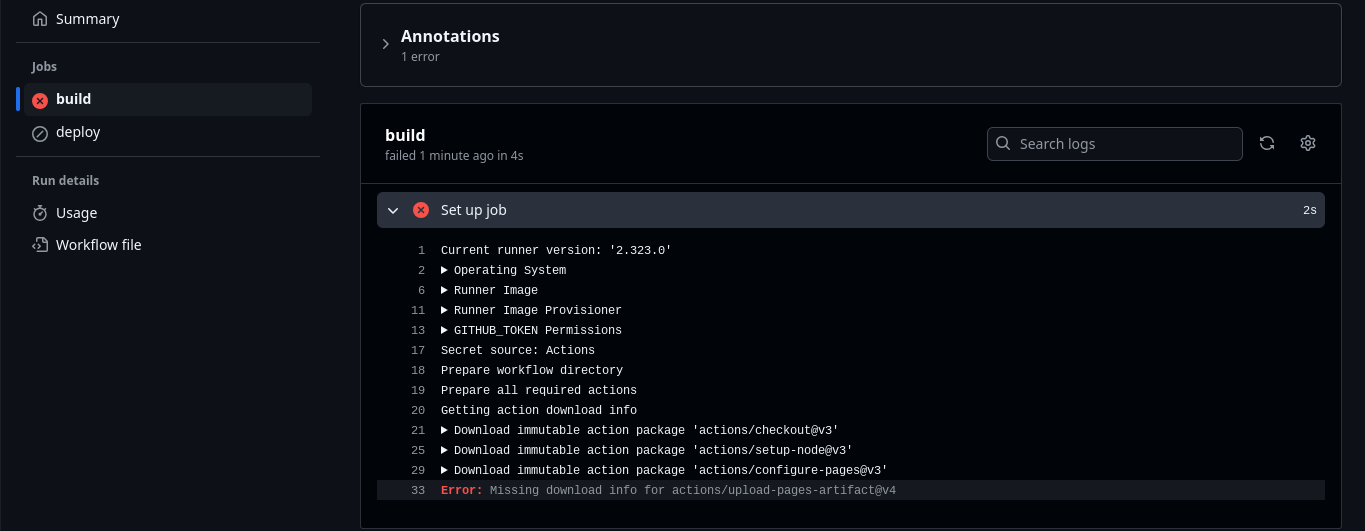 Summary
Jobs
build
deploy
Run details
Usage
Workflow file
Annotations
1 error
build
failed 1 minute ago in 4s
Search logs
Set up job 2s
1 Current runner version: '2.323.0'
2 Operating System
6 Runner Image
11 Runner Image Provisioner
13 GITHUB_TOKEN Permissions
17 Secret source: Actions
18 Prepare workflow directory
19 Prepare all required actions
20 Getting action download info
21 Download immutable action package 'actions/checkout@v3'
25 Download immutable action package 'actions/setup-node@v3'
29 Download immutable action package 'actions/configure-pages@v3'
33 Error: Missing download info for actions/upload-pages-artifact@v4